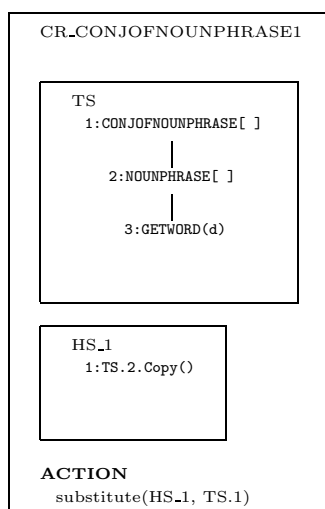 CR_CONJOFNOUNPHRASE1
TS
1:CONJOFNOUNPHRASE[ ]
2:NOUNPHRASE[ ]
3:GETWORD(d)
HS_1
1:TS.2.Copy()
ACTION
substitute(HS_1, TS.1)